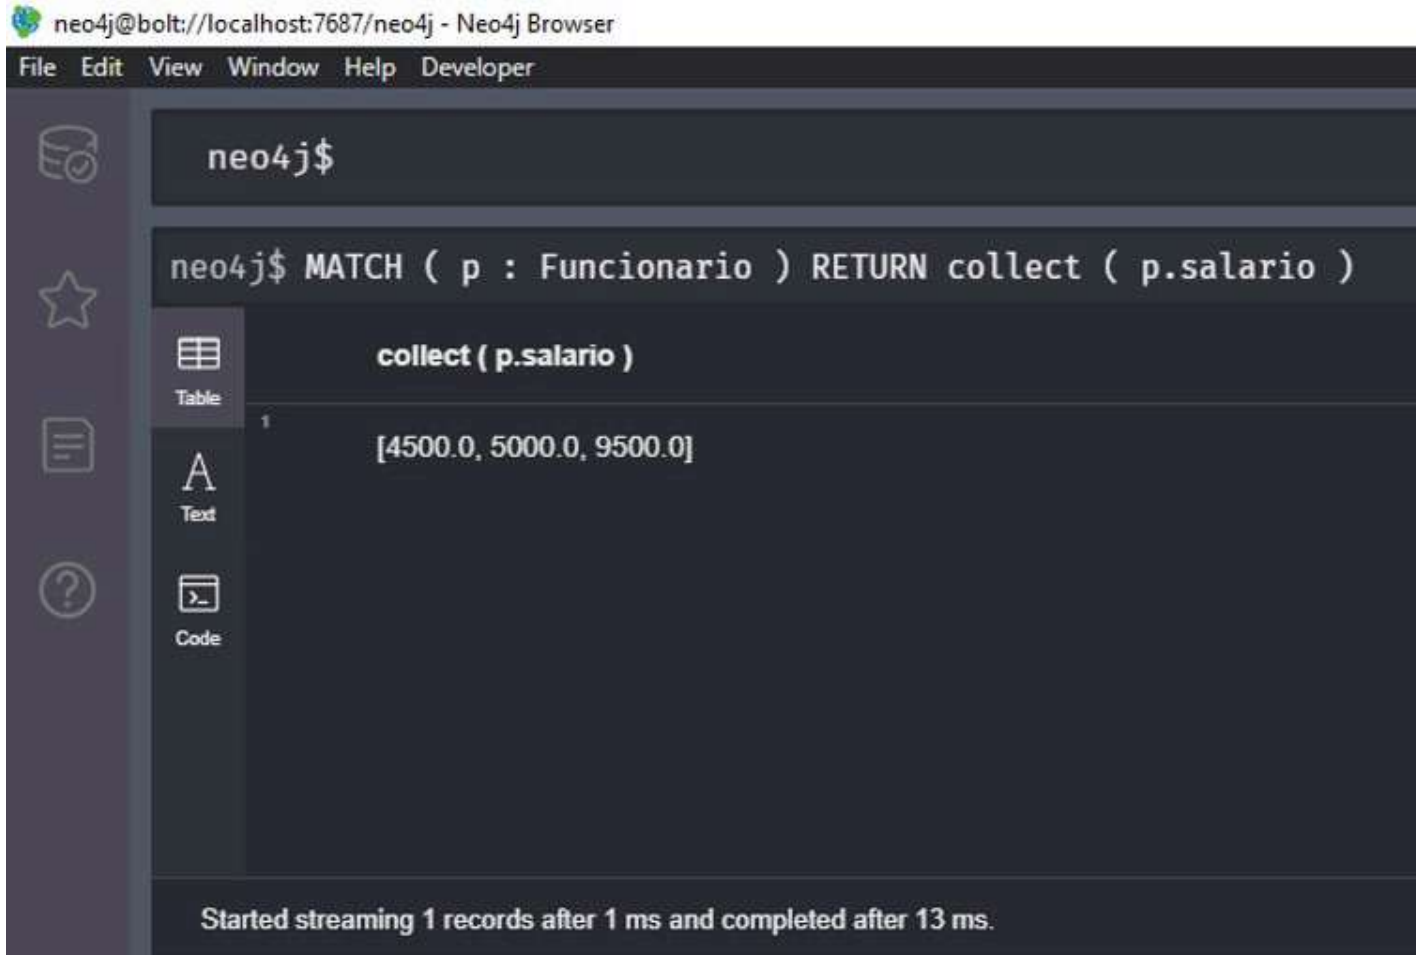 neo4j@bolt://localhost:7687/neo4j - Neo4j Browser
File Edit View Window Help Developer
neo4j$
neo4j$ MATCH ( p : Funcionario ) RETURN collect ( p.salario )
collect ( p.salario )
Table
1
[4500.0, 5000.0, 9500.0]
A
Text
Code
Started streaming 1 records after 1 ms and completed after 13 ms.